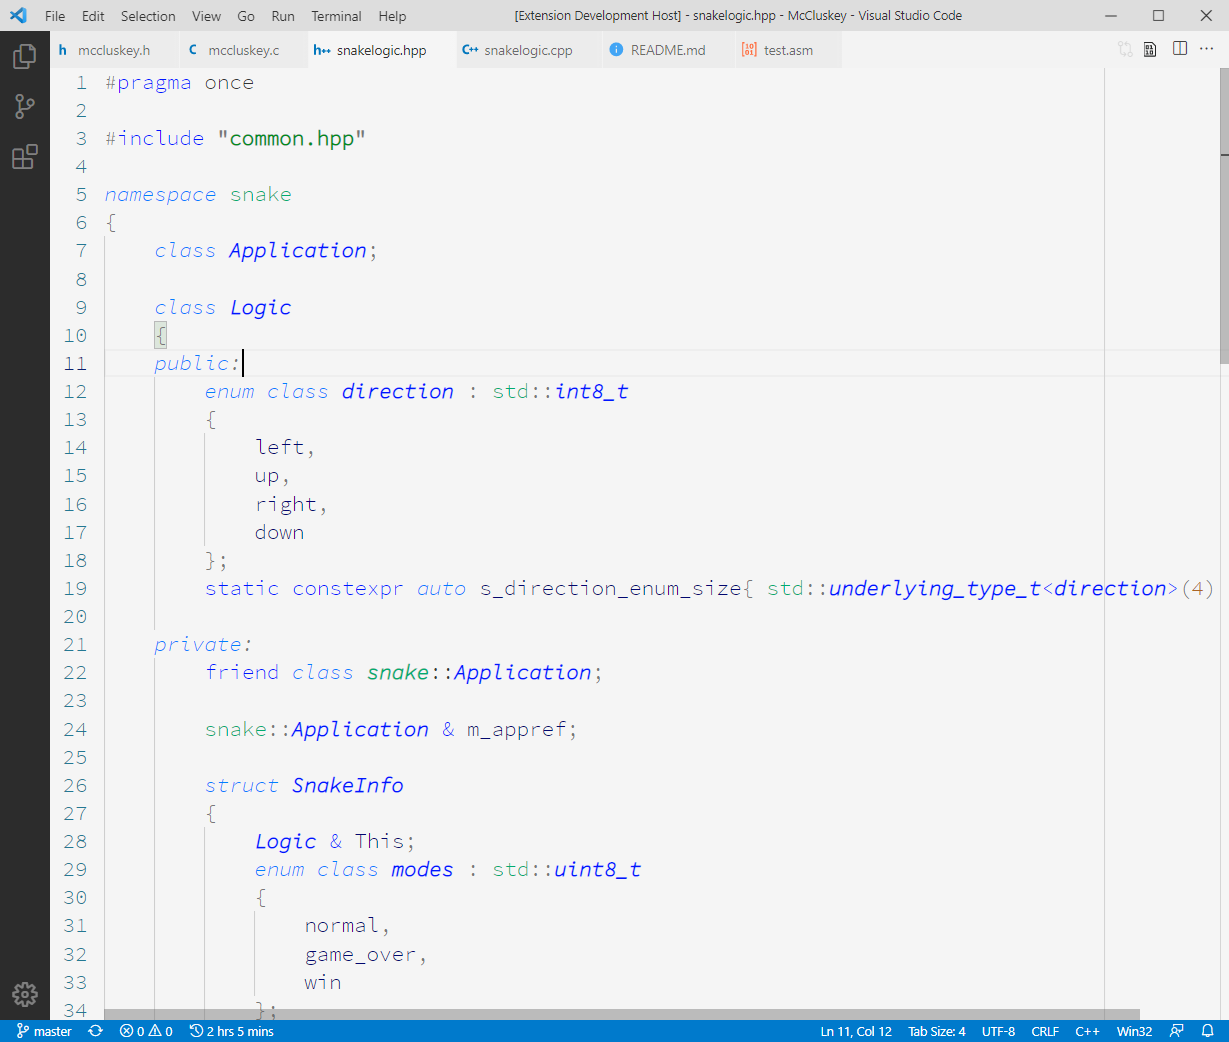 File Edit Selection View Go Run Terminal Help [Extension Development Host] - snakelogic.hpp - McCluskey - Visual Studio Code
h mccluskey.h C mccluskey.c h++ snakelogic.hpp C++ snakelogic.cpp README.md test.asm
1 #pragma once
2
3 #include "common.hpp"
4
5 namespace snake
6 {
7 class Application;
8
9 class Logic
10 {
11 public:
12 enum class direction : std::int8_t
13 {
14 left,
15 up,
16 right,
17 down
18 };
19 static constexpr auto s_direction_enum_size{ std::underlying_type_t<direction>(4)
20
21 private:
22 friend class snake::Application;
23
24 snake::Application & m_appref;
25
26 struct SnakeInfo
27 {
28 Logic & This;
29 enum class modes : std::uint8_t
30 {
31 normal,
32 game_over,
33 win
34 };
master 0 0 2 hrs 5 mins Ln 11, Col 12 Tab Size: 4 UTF-8 CRLF C++ Win32